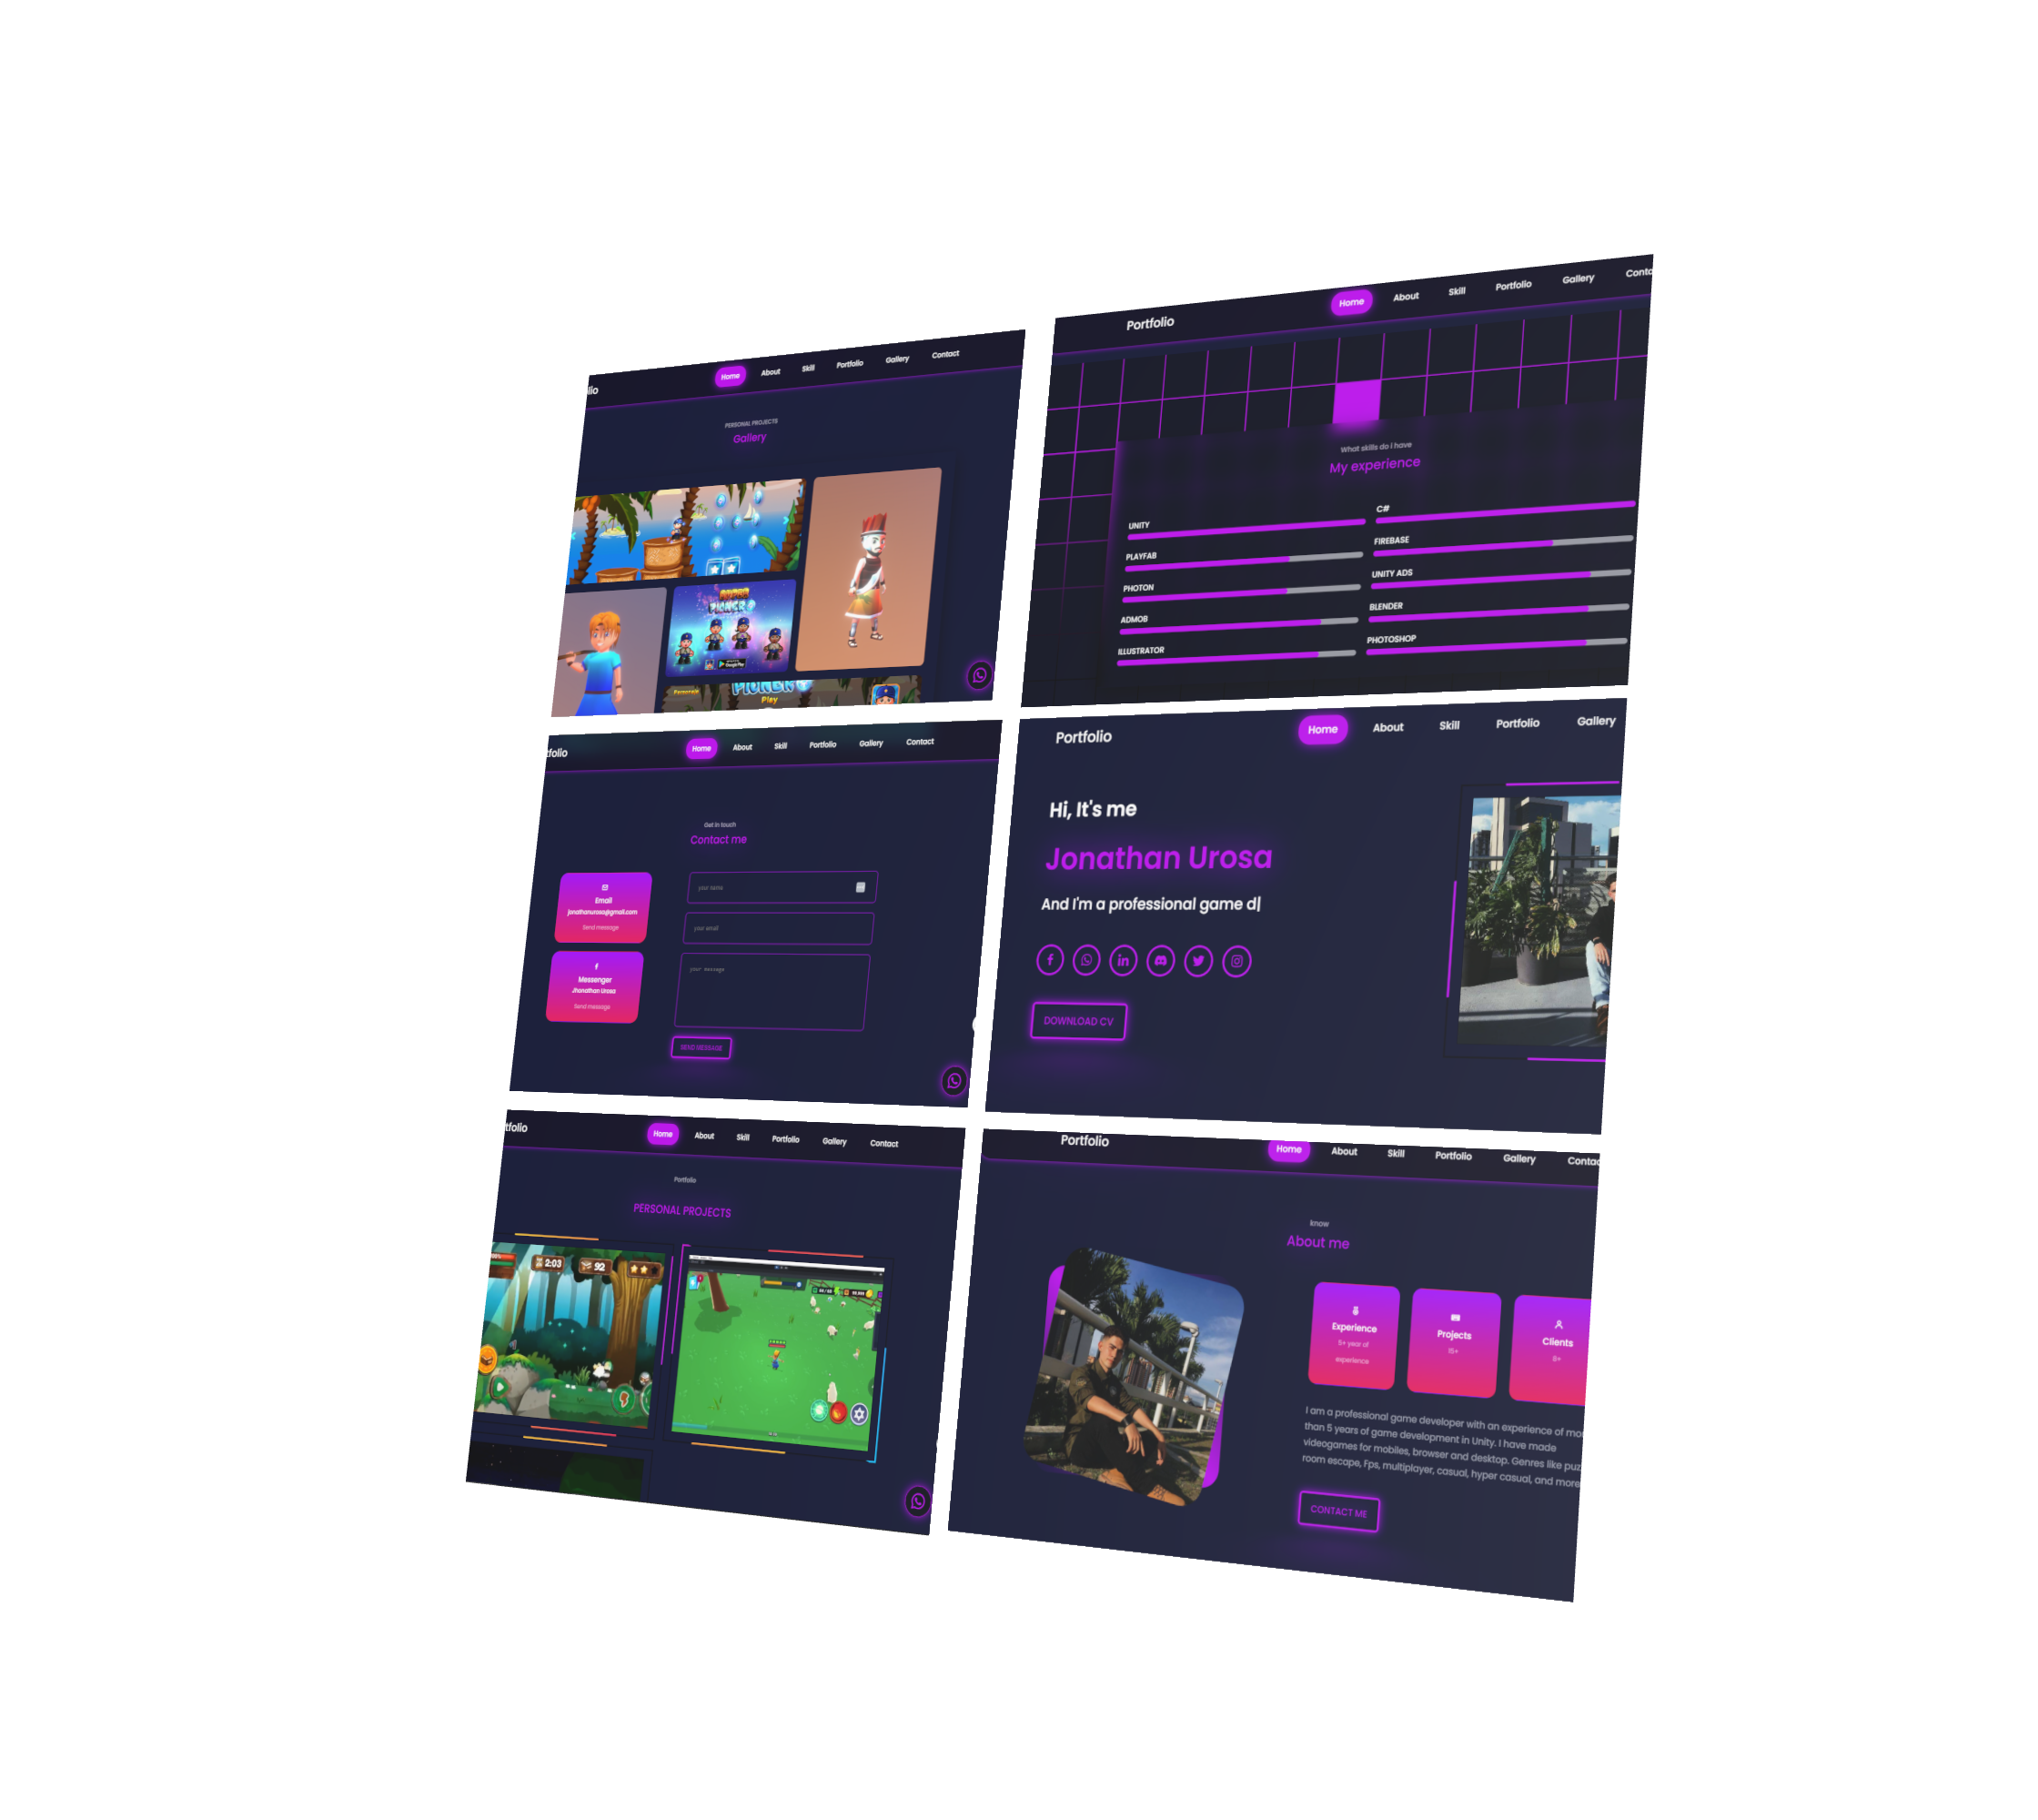 lio
Home
About
Skill
Portfolio
Gallery
Contact
PERSONAL PROJECTS
Gallery
PIONER
Google Play
Personaje
PIONER
Play
Portfolio
Home
About
Skill
Portfolio
Gallery
Conta
What skills do I have
My experience
UNITY
C#
PLAYFAB
FIREBASE
PHOTON
UNITY ADS
ADMOB
BLENDER
ILLUSTRATOR
PHOTOSHOP
tfolio
Home
About
Skill
Portfolio
Gallery
Contact
Get in touch
Contact me
Email
jonathanurosa@gmail.com
Send message
Messenger
Jhonathan Urosa
Send message
your name
your email
your message
SEND MESSAGE
Portfolio
Home
About
Skill
Portfolio
Gallery
Hi, It's me
Jonathan Urosa
And I'm a professional game d|
DOWNLOAD CV
tfolio
Home
About
Skill
Portfolio
Gallery
Contact
Portfolio
PERSONAL PROJECTS
2:03
92
Portfolio
Home
About
Skill
Portfolio
Gallery
Contac
know
About me
Experience
5+ year of
experience
Projects
15+
Clients
8+
I am a professional game developer with an experience of mo
than 5 years of game development in Unity. I have made
videogames for mobiles, browser and desktop. Genres like puz
room escape, Fps, multiplayer, casual, hyper casual, and more
CONTACT ME